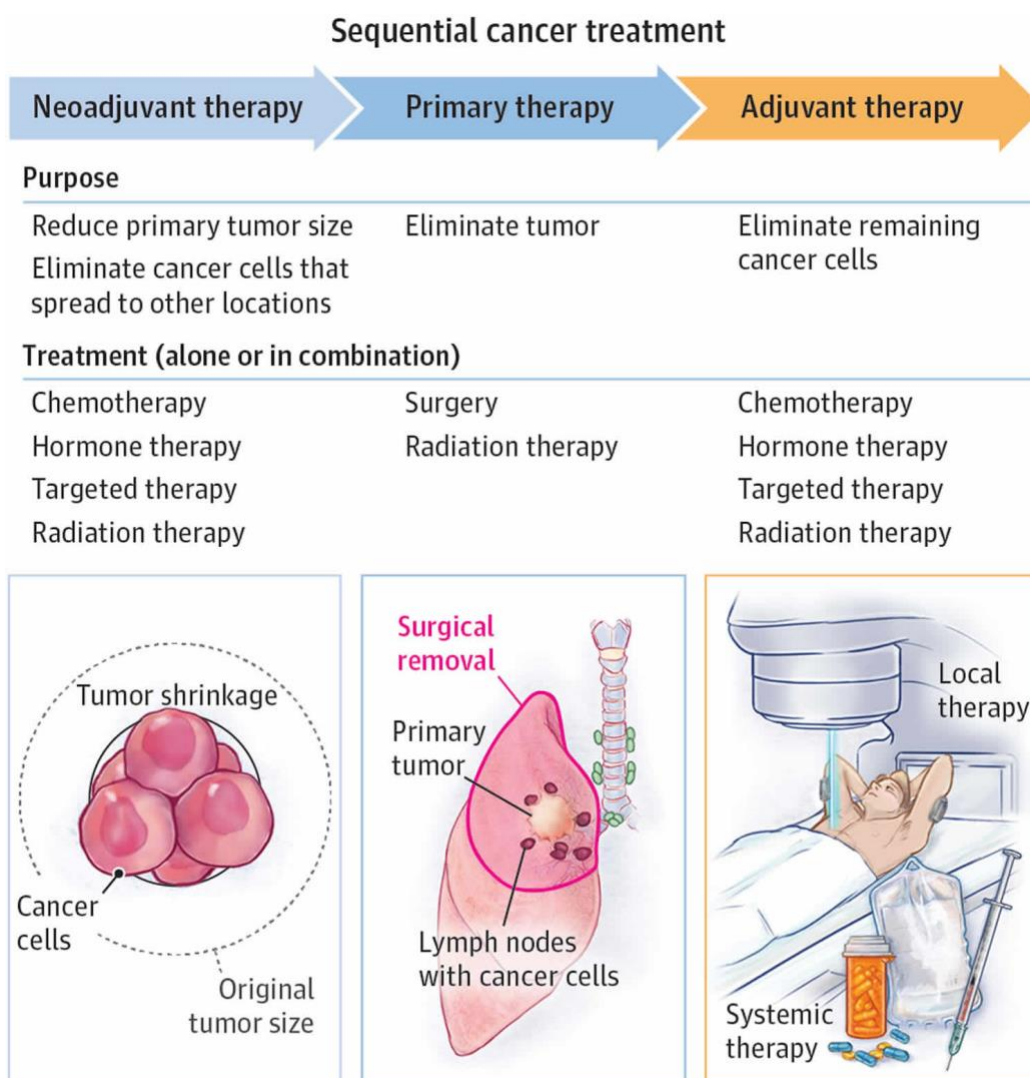 Sequential cancer treatment
Neoadjuvant therapy
Primary therapy
Adjuvant therapy
Purpose
Reduce primary tumor size
Eliminate cancer cells that
spread to other locations
Eliminate tumor
Eliminate remaining
cancer cells
Treatment (alone or in combination)
Chemotherapy
Hormone therapy
Targeted therapy
Radiation therapy
Surgery
Radiation therapy
Chemotherapy
Hormone therapy
Targeted therapy
Radiation therapy
Tumor shrinkage
Cancer
cells
Original
tumor size
Surgical
removal
Primary
tumor
Lymph nodes
with cancer cells
Local
therapy
Systemic
therapy